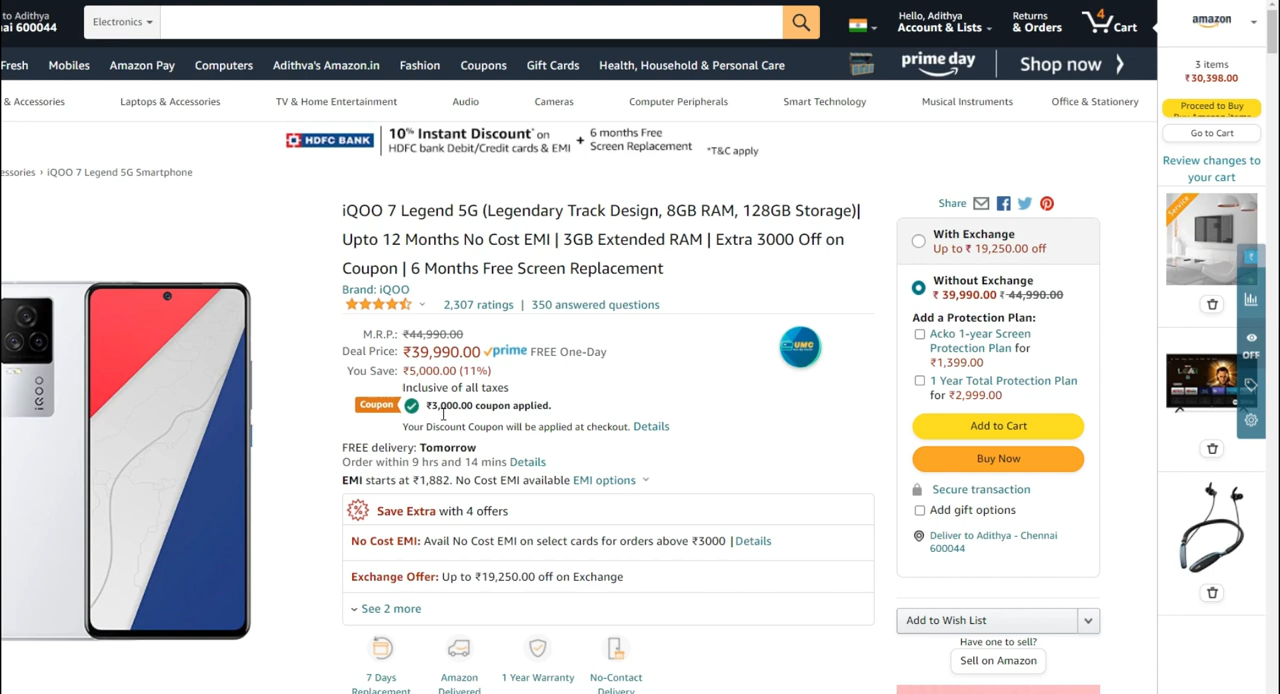 to Adithya
ai 600044
Electronics
Hello, Adithya
Account & Lists
Returns
& Orders
4
Cart
Fresh
Mobiles
Amazon Pay
Computers
Adithya's Amazon.in
Fashion
Coupons
Gift Cards
Health, Household & Personal Care
prime day
Shop now
& Accessories
Laptops & Accessories
TV & Home Entertainment
Audio
Cameras
Computer Peripherals
Smart Technology
Musical Instruments
Office & Stationery
HDFC BANK
10% Instant Discount* on
HDFC bank Debit/Credit cards & EMI
+
6 months Free
Screen Replacement
*T&C apply
essories › iQOO 7 Legend 5G Smartphone
iQOO 7 Legend 5G (Legendary Track Design, 8GB RAM, 128GB Storage)|
Upto 12 Months No Cost EMI | 3GB Extended RAM | Extra 3000 Off on
Coupon | 6 Months Free Screen Replacement
Brand: iQOO
2,307 ratings | 350 answered questions
M.R.P.: ₹44,990.00
Deal Price: ₹39,990.00 prime FREE One-Day
You Save: ₹5,000.00 (11%)
Inclusive of all taxes
Coupon ₹3,000.00 coupon applied.
Your Discount Coupon will be applied at checkout. Details
UMC
FREE delivery: Tomorrow
Order within 9 hrs and 14 mins Details
EMI starts at ₹1,882. No Cost EMI available EMI options
Save Extra with 4 offers
No Cost EMI: Avail No Cost EMI on select cards for orders above ₹3000 |Details
Exchange Offer: Up to ₹19,250.00 off on Exchange
See 2 more
7 Days
Replacement
Amazon
Delivered
1 Year Warranty
No-Contact
Delivery
iQOO
Share
With Exchange
Up to ₹ 19,250.00 off
Without Exchange
₹ 39,990.00 ₹ 44,990.00
Add a Protection Plan:
Acko 1-year Screen
Protection Plan for
₹1,399.00
1 Year Total Protection Plan
for ₹2,999.00
Add to Cart
Buy Now
Secure transaction
Add gift options
Deliver to Adithya - Chennai
600044
Add to Wish List
Have one to sell?
Sell on Amazon
amazon
3 items
₹30,398.00
Proceed to Buy
Buy Amazon items
Go to Cart
Review changes to
your cart
Service
₹
OFF